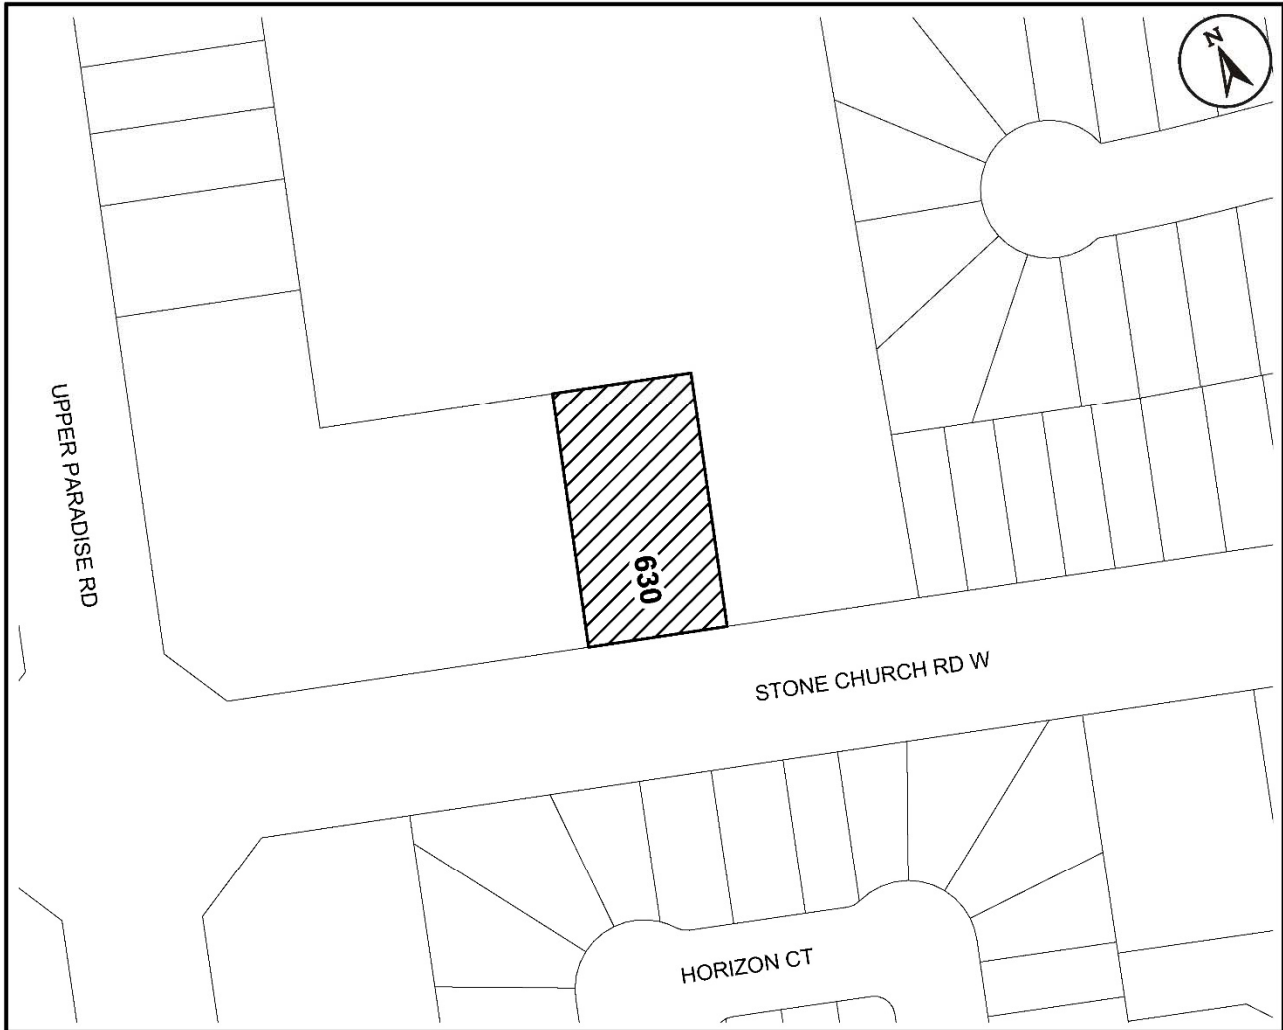 N
UPPER PARADISE RD
630
STONE CHURCH RD W
HORIZON CT